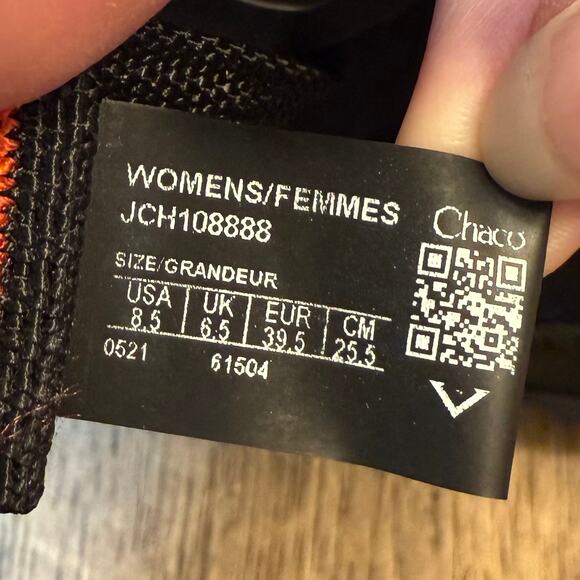 WOMENS/FEMMES
JCH108888
Chaco
SIZE/GRANDEUR
USA UK EUR CM
8.5 6.5 39.5 25.5
0521 61504